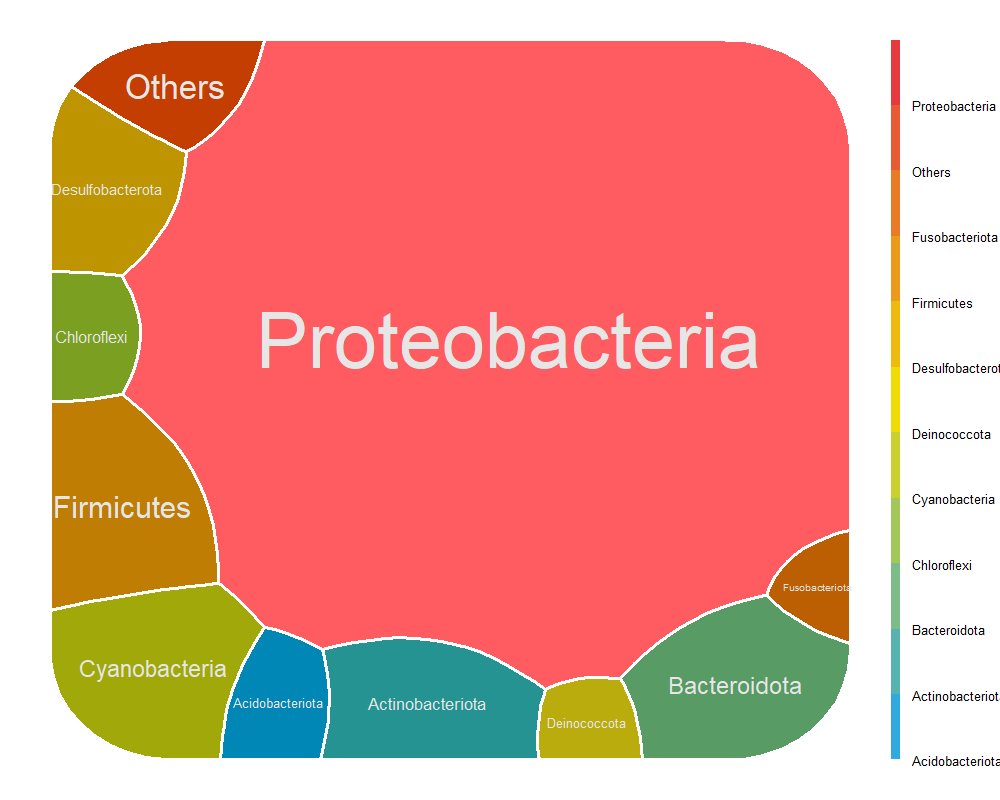 Others
Desulfobacterota
Chloroflexi
Proteobacteria
Firmicutes
Fusobacteriota
Cyanobacteria
Bacteroidota
Acidobacteriota
Actinobacteriota
Deinococcota
Proteobacteria
Others
Fusobacteriota
Firmicutes
Desulfobacterot
Deinococcota
Cyanobacteria
Chloroflexi
Bacteroidota
Actinobacteriot
Acidobacteriota